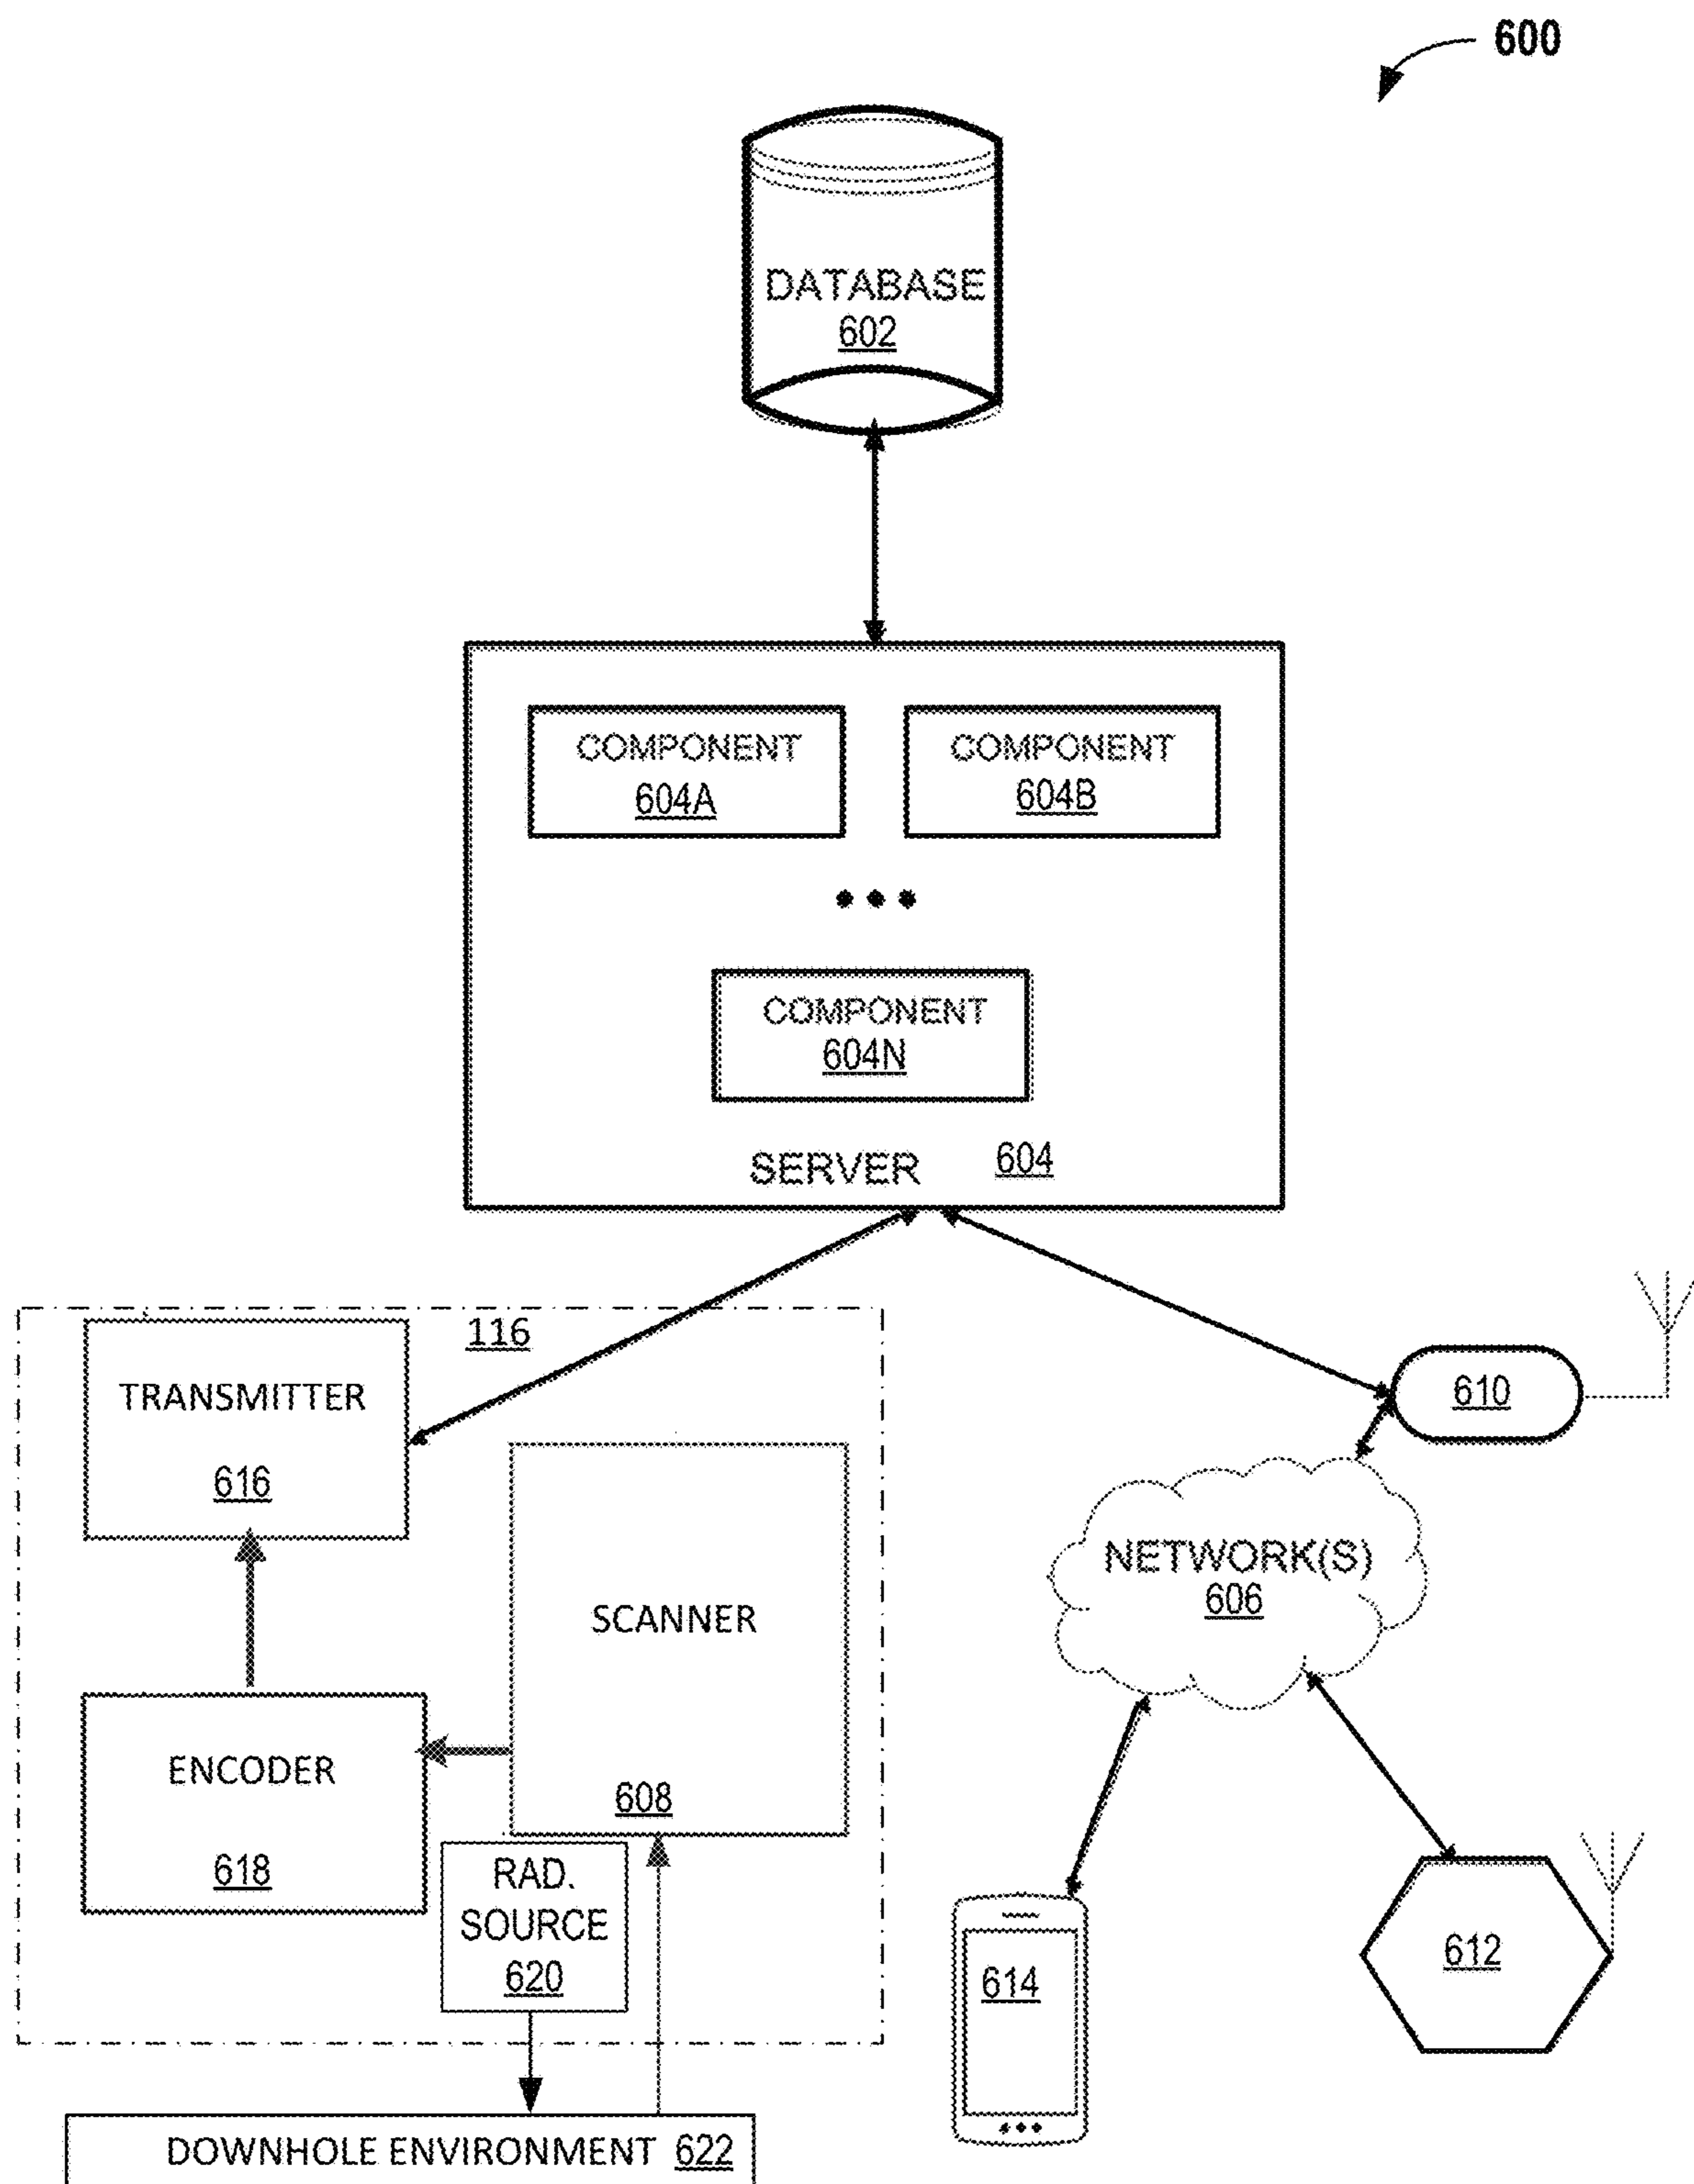 600
DATABASE
602
COMPONENT
604A
COMPONENT
604B
COMPONENT
604N
SERVER 604
116
TRANSMITTER
616
610
NETWORK(S)
606
SCANNER
608
ENCODER
618
RAD.
SOURCE
620
614
612
DOWNHOLE ENVIRONMENT 622